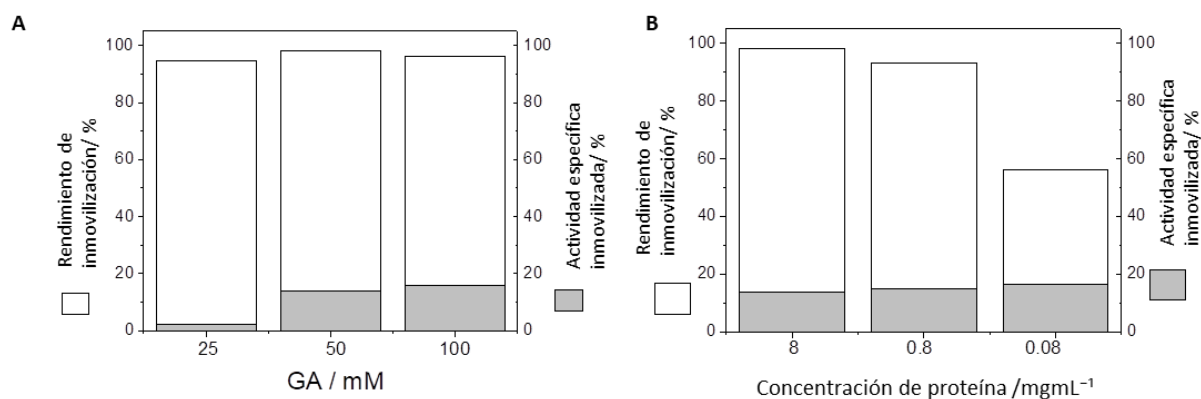 A
Rendimiento de
inmovilización/ %
100
80
60
40
20
0
25
50
100
GA / mM
100
80
60
40
20
0
Actividad específica
inmovilizada/ %
B
Rendimiento de
inmovilización/ %
100
80
60
40
20
0
8
0.8
0.08
Concentración de proteína /mgmL⁻¹
100
80
60
40
20
0
Actividad específica
inmovilizada/ %